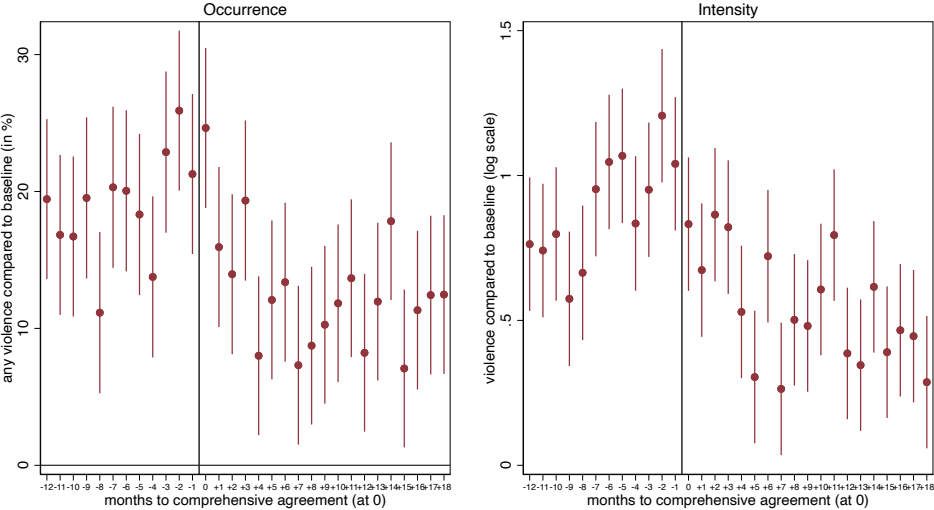 Occurrence
any violence compared to baseline (in %)
30
20
10
0
-12 -11 -10 -9 -8 -7 -6 -5 -4 -3 -2 -1 0 +1 +2 +3 +4 +5 +6 +7 +8 +9 +10 +11 +12 +13 +14 +15 +16 +17 +18
months to comprehensive agreement (at 0)
Intensity
violence compared to baseline (log scale)
1.5
1
.5
0
-12 -11 -10 -9 -8 -7 -6 -5 -4 -3 -2 -1 0 +1 +2 +3 +4 +5 +6 +7 +8 +9 +10 +11 +12 +13 +14 +15 +16 +17 +18
months to comprehensive agreement (at 0)